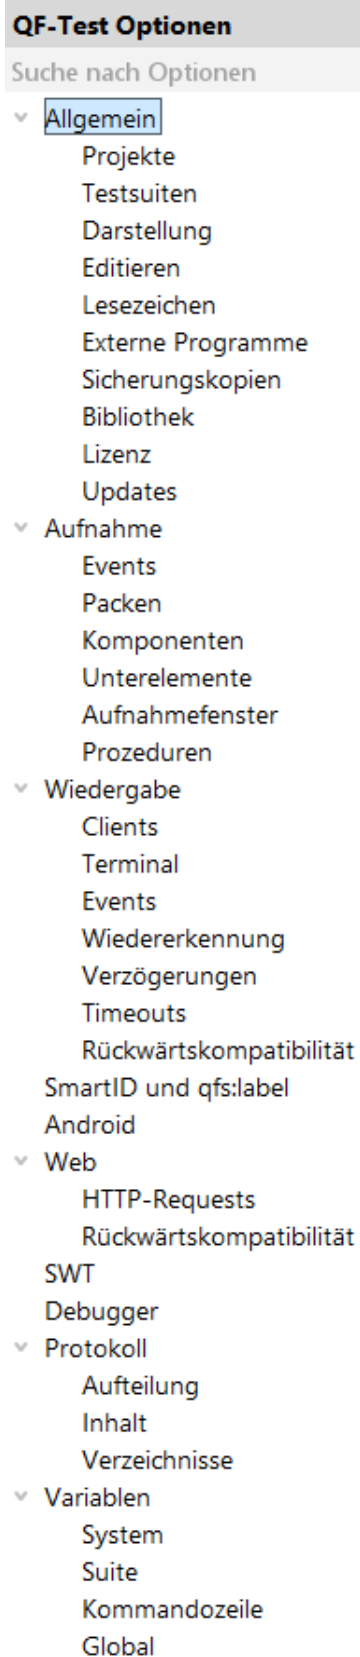 QF-Test Optionen
Suche nach Optionen
Allgemein
Projekte
Testsuiten
Darstellung
Editieren
Lesezeichen
Externe Programme
Sicherungskopien
Bibliothek
Lizenz
Updates
Aufnahme
Events
Packen
Komponenten
Unterelemente
Aufnahmefenster
Prozeduren
Wiedergabe
Clients
Terminal
Events
Wiedererkennung
Verzögerungen
Timeouts
Rückwärtskompatibilität
SmartID und qfs:label
Android
Web
HTTP-Requests
Rückwärtskompatibilität
SWT
Debugger
Protokoll
Aufteilung
Inhalt
Verzeichnisse
Variablen
System
Suite
Kommandozeile
Global